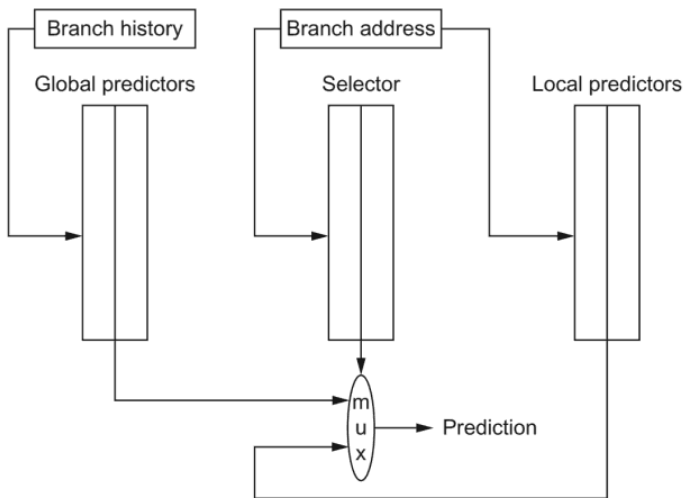 Branch history
Branch address
Global predictors
Selector
Local predictors
m
u
x
Prediction